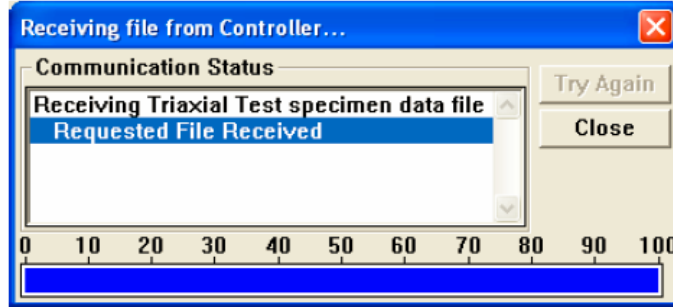 Receiving file from Controller...
Communication Status
Try Again
Receiving Triaxial Test specimen data file
Requested File Received
Close
0 10 20 30 40 50 60 70 80 90 100